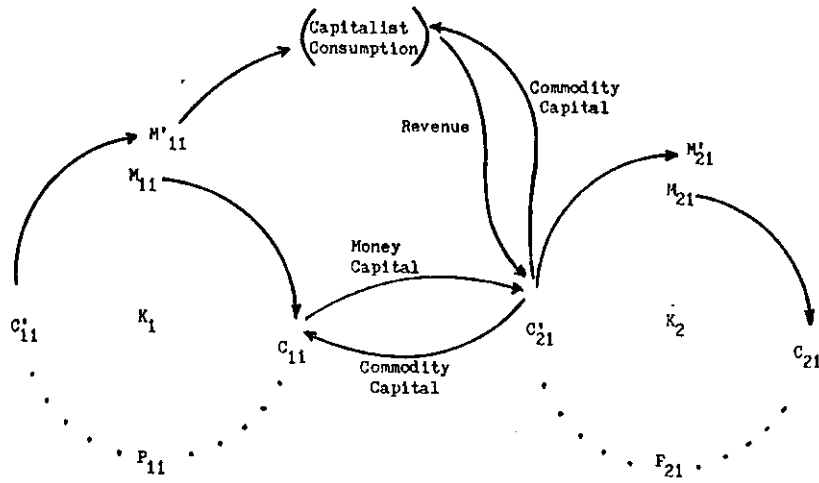 (Capitalist
Consumption)
Commodity
Capital
Revenue
M'11
M'21
M11
M21
Money
Capital
C'11
K1
C11
C'21
K2
C21
Commodity
Capital
P11
P21